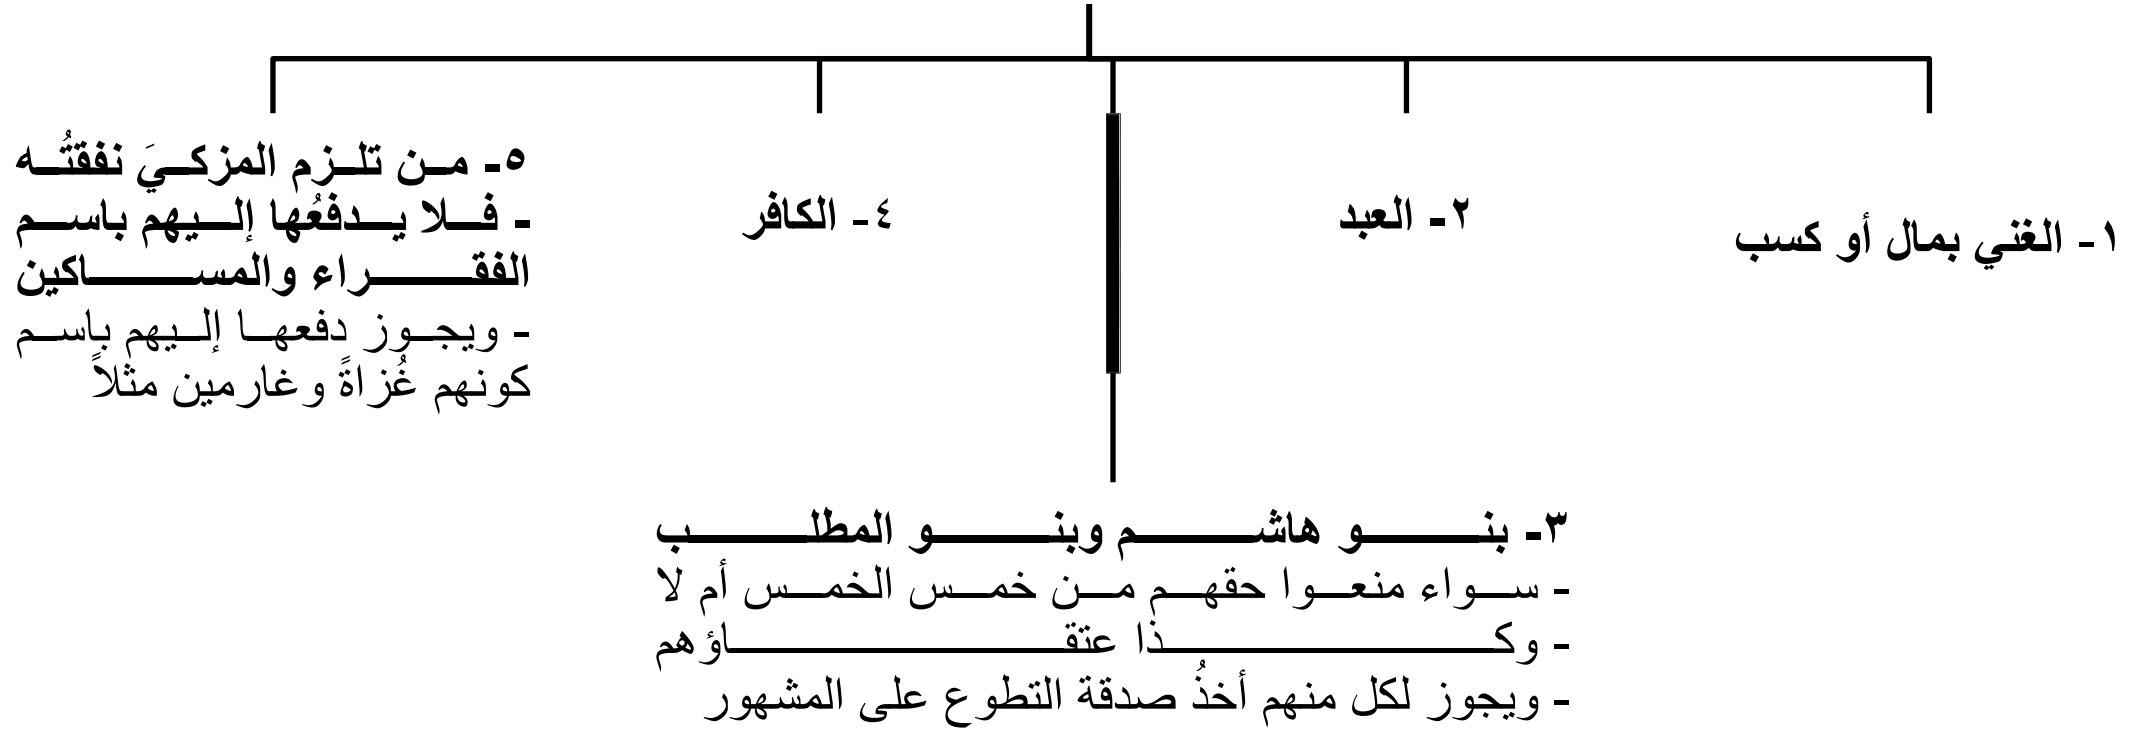 ١- الغني بمال أو كسب
٢- العبد
٣- بنو هاشم وبنو المطلب
- سواء منعوا حقهم من خمس الخمس أم لا
- وكذا عتقاؤهم
- ويجوز لكل منهم أخذُ صدقة التطوع على المشهور
٤- الكافر
٥- من تلزم المزكيَ نفقتُه
- فلا يدفعُها إليهم باسم
الفقراء والمساكين
- ويجوز دفعها إليهم باسم
كونهم غُزاةً وغارمين مثلاً